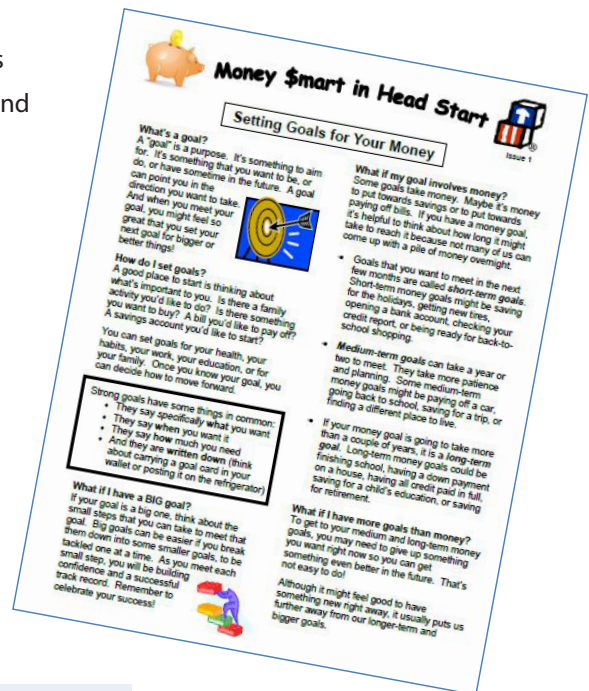 s
nd
Money $mart in Head Start
Issue 1
Setting Goals for Your Money
What's a goal?
A "goal" is a purpose. It's something to aim
for. It's something that you want to be, or
do, or have sometime in the future. A goal
can point you in the
direction you want to take.
And when you meet your
goal, you might feel so
great that you set your
next goal for bigger or
better things!
How do I set goals?
A good place to start is thinking about
what's important to you. Is there a family
activity you'd like to do? Is there something
you want to buy? A bill you'd like to pay off?
A savings account you'd like to start?
You can set goals for your health, your
habits, your work, your education, or for
your family. Once you know your goal, you
can decide how to move forward.
Strong goals have some things in common:
• They say specifically what you want
• They say when you want it
• They say how much you need
• And they are written down (think
about carrying a goal card in your
wallet or posting it on the refrigerator)
What if I have a BIG goal?
If your goal is a big one, think about the
small steps that you can take to meet that
goal. Big goals can be easier if you break
them down into some smaller goals, to be
tackled one at a time. As you meet each
small step, you will be building
confidence and a successful
track record. Remember to
celebrate your success!
What if my goal involves money?
Some goals take money. Maybe it's money
to put towards savings or to put towards
paying off bills. If you have a money goal,
it's helpful to think about how long it might
take to reach it because not many of us can
come up with a pile of money overnight.
• Goals that you want to meet in the next
few months are called short-term goals.
Short-term money goals might be saving
for the holidays, getting new tires,
opening a bank account, checking your
credit report, or being ready for back-to-
school shopping.
• Medium-term goals can take a year or
two to meet. They take more patience
and planning. Some medium-term
money goals might be paying off a car,
going back to school, saving for a trip, or
finding a different place to live.
• If your money goal is going to take more
than a couple of years, it is a long-term
goal. Long-term money goals could be
finishing school, having a down payment
on a house, having all credit paid in full,
saving for a child's education, or saving
for retirement.
What if I have more goals than money?
To get to your medium and long-term money
goals, you may need to give up something
you want right now so you can get
something even better in the future. That's
not easy to do!
Although it might feel good to have
something new right away, it usually puts us
further away from our longer-term and
bigger goals.